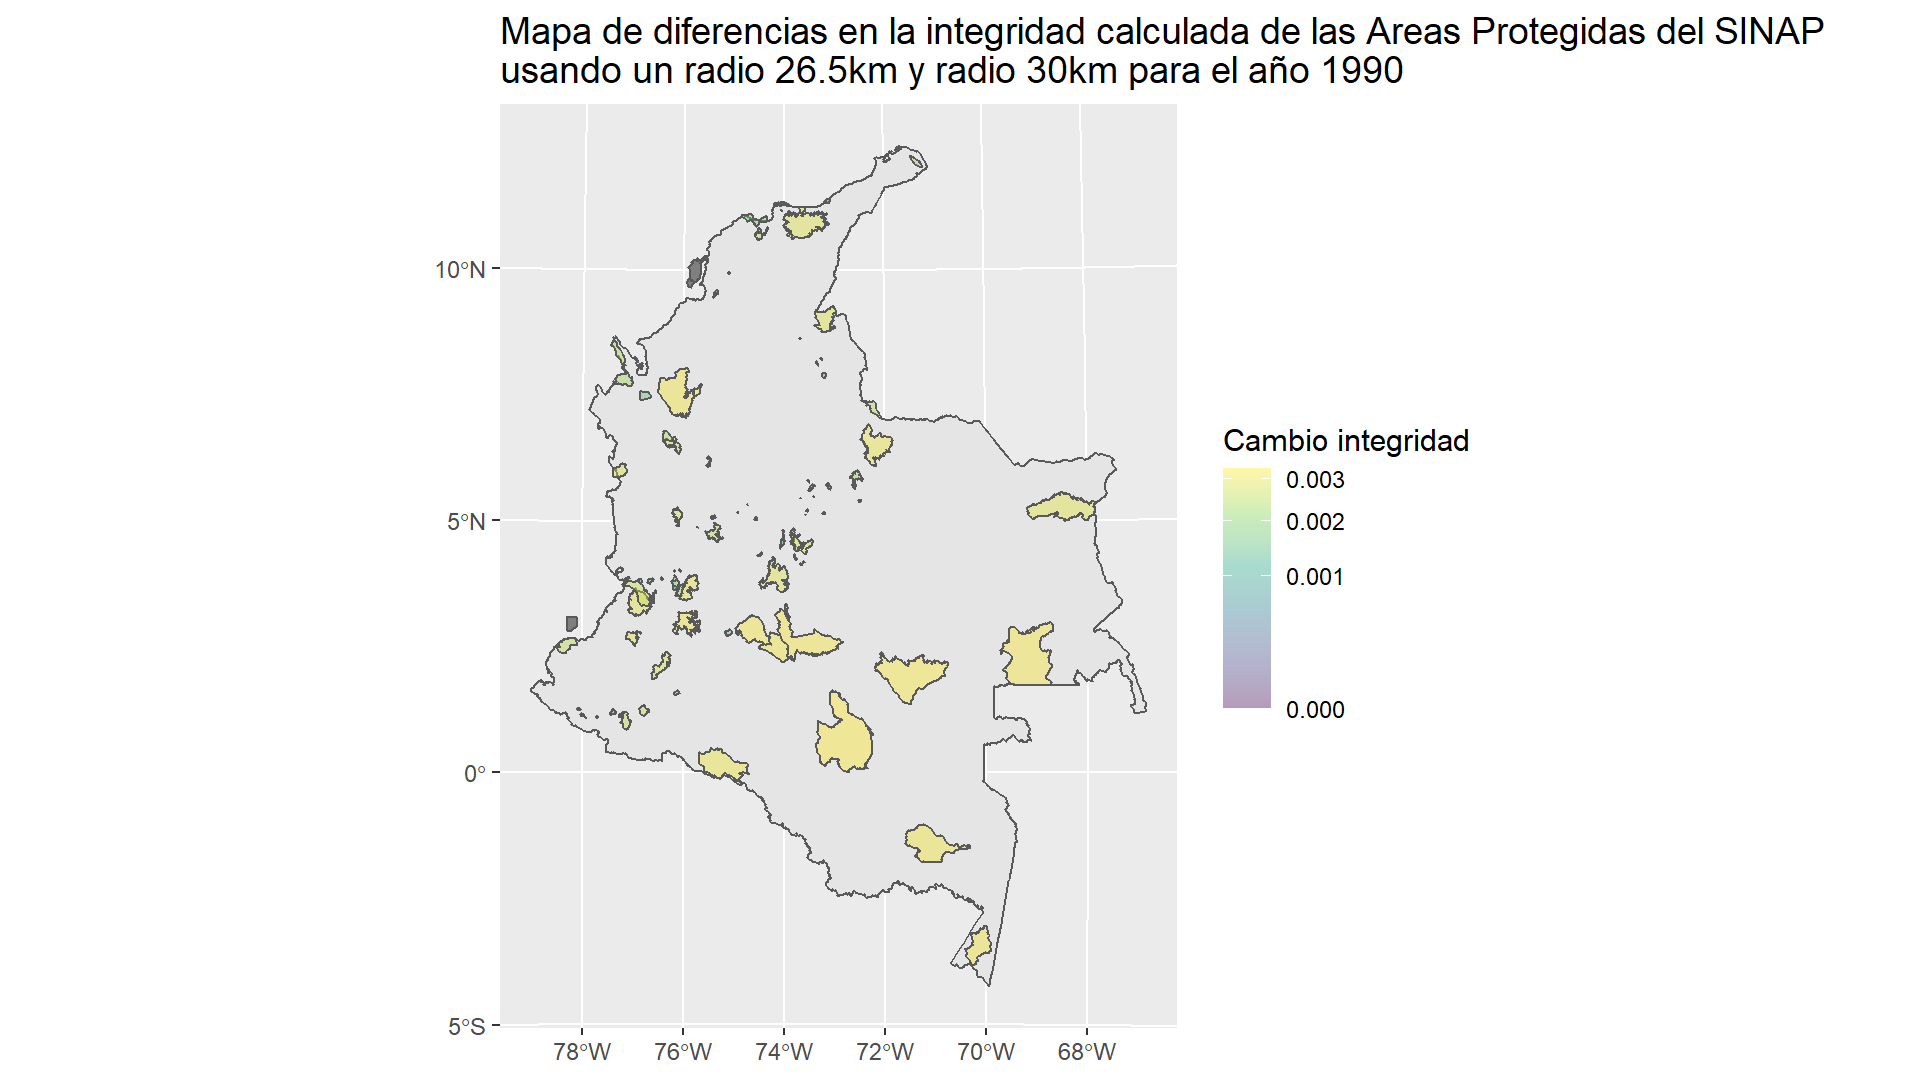 Mapa de diferencias en la integridad calculada de las Areas Protegidas del SINAP
usando un radio 26.5km y radio 30km para el año 1990
10°N
5°N
0°
5°S
78°W
76°W
74°W
72°W
70°W
68°W
Cambio integridad
0.003
0.002
0.001
0.000